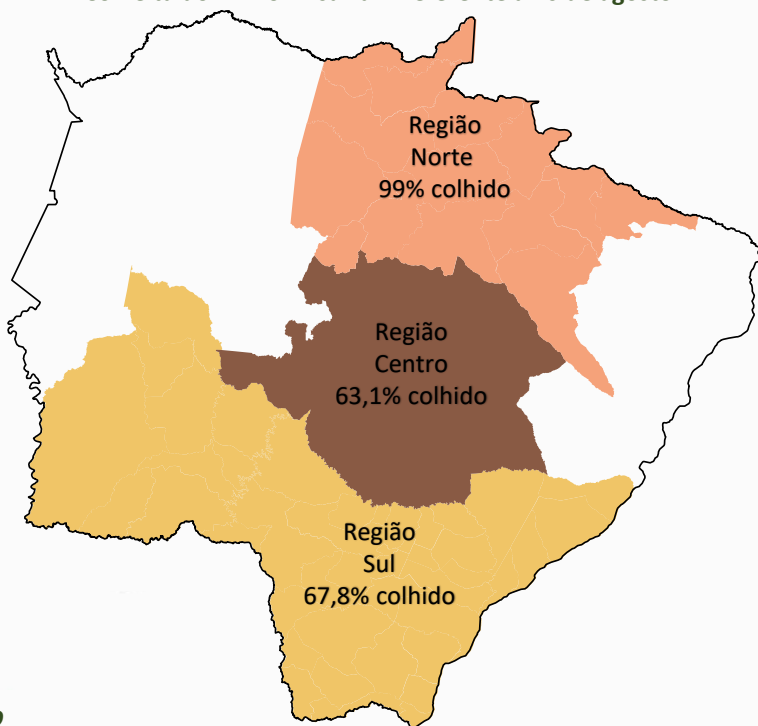 Região
Norte
99% colhido
Região
Centro
63,1% colhido
Região
Sul
67,8% colhido